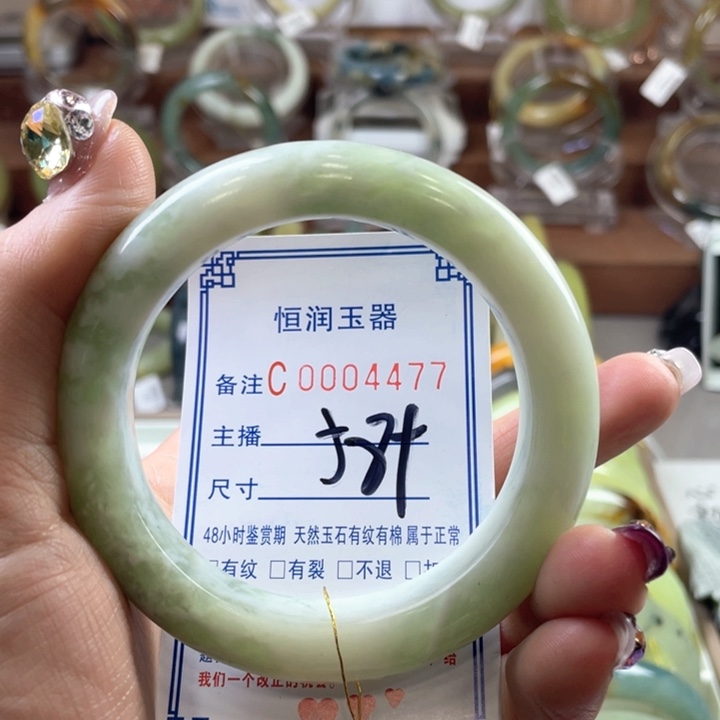 恒润玉器
备注C0004477
主播
尺寸
48小时鉴赏期 天然玉石有纹有棉属于正常
□有纹 □有裂 □不退 □
我们一个改正的机会